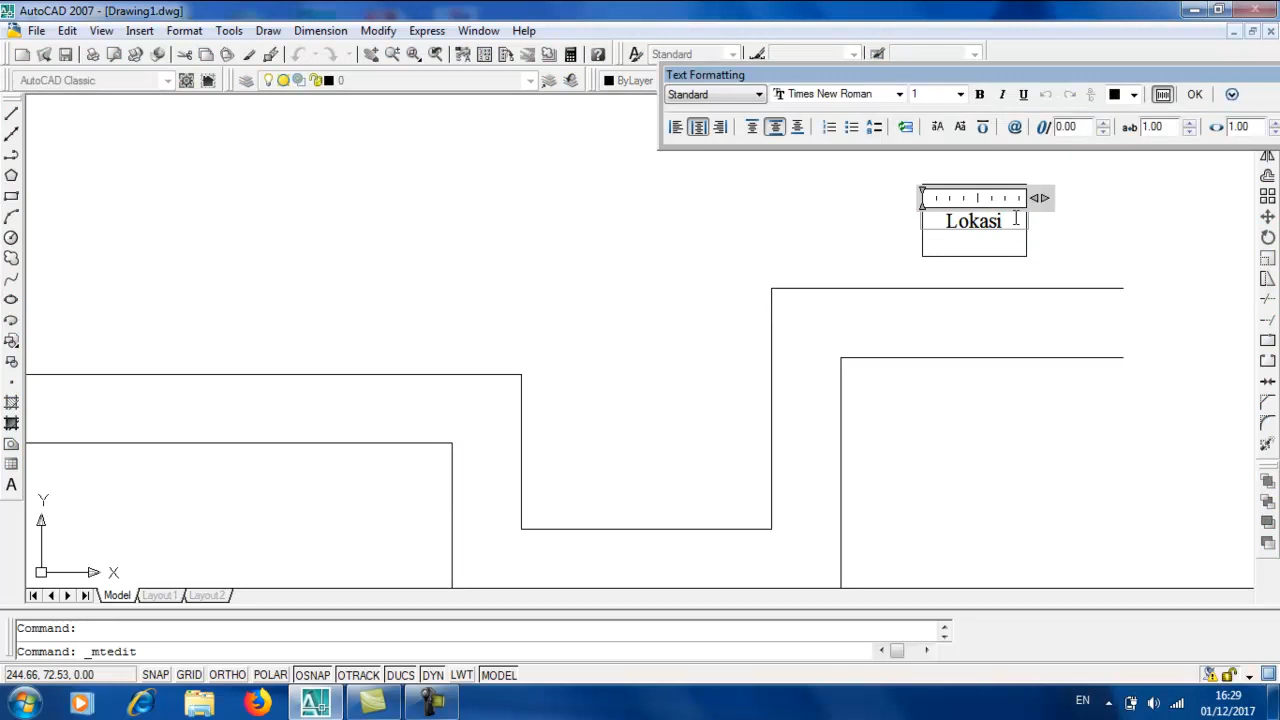 AutoCAD 2007 - [Drawing1.dwg]
File Edit View Insert Format Tools Draw Dimension Modify Express Window Help
Standard
AutoCAD Classic
0
ByLayer
Text Formatting
Standard
Times New Roman
1
B I U
OK
@
0/ 0.00
a+b 1.00
1.00
Lokasi
A
Y
X
Model Layout1 Layout2
Command:
Command: _mtedit
244.66, 72.53, 0.00
SNAP GRID ORTHO POLAR OSNAP OTRACK DUCS DYN LWT MODEL
EN
16:29
01/12/2017